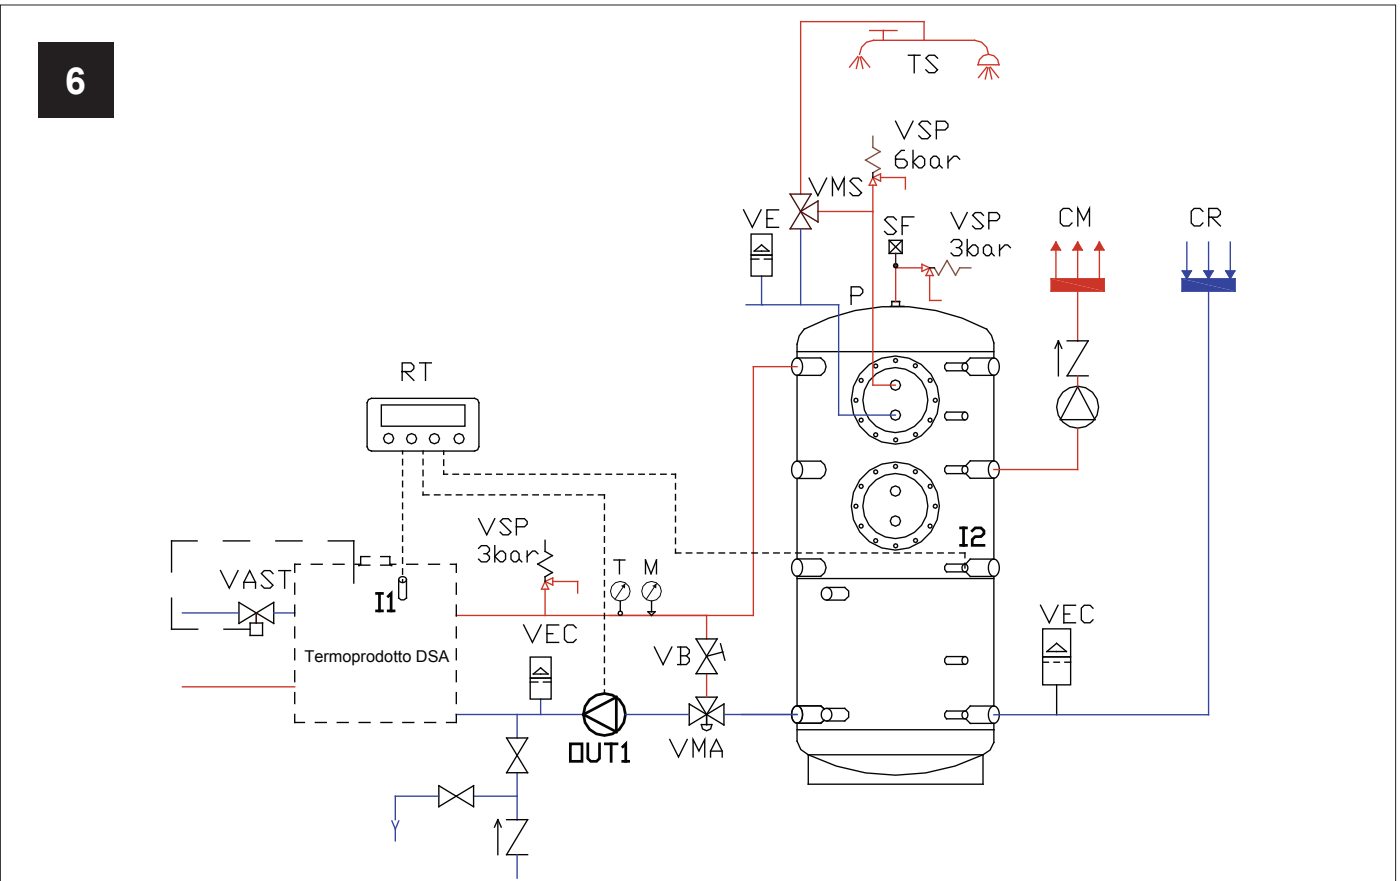 6
TS
VSP
6bar
VMS
VE
SF
VSP
3bar
CM
CR
P
RT
VSP
3bar
T
M
I2
VAST
I1
VEC
VEC
Termoprodotto DSA
VB
OUT1
VMA